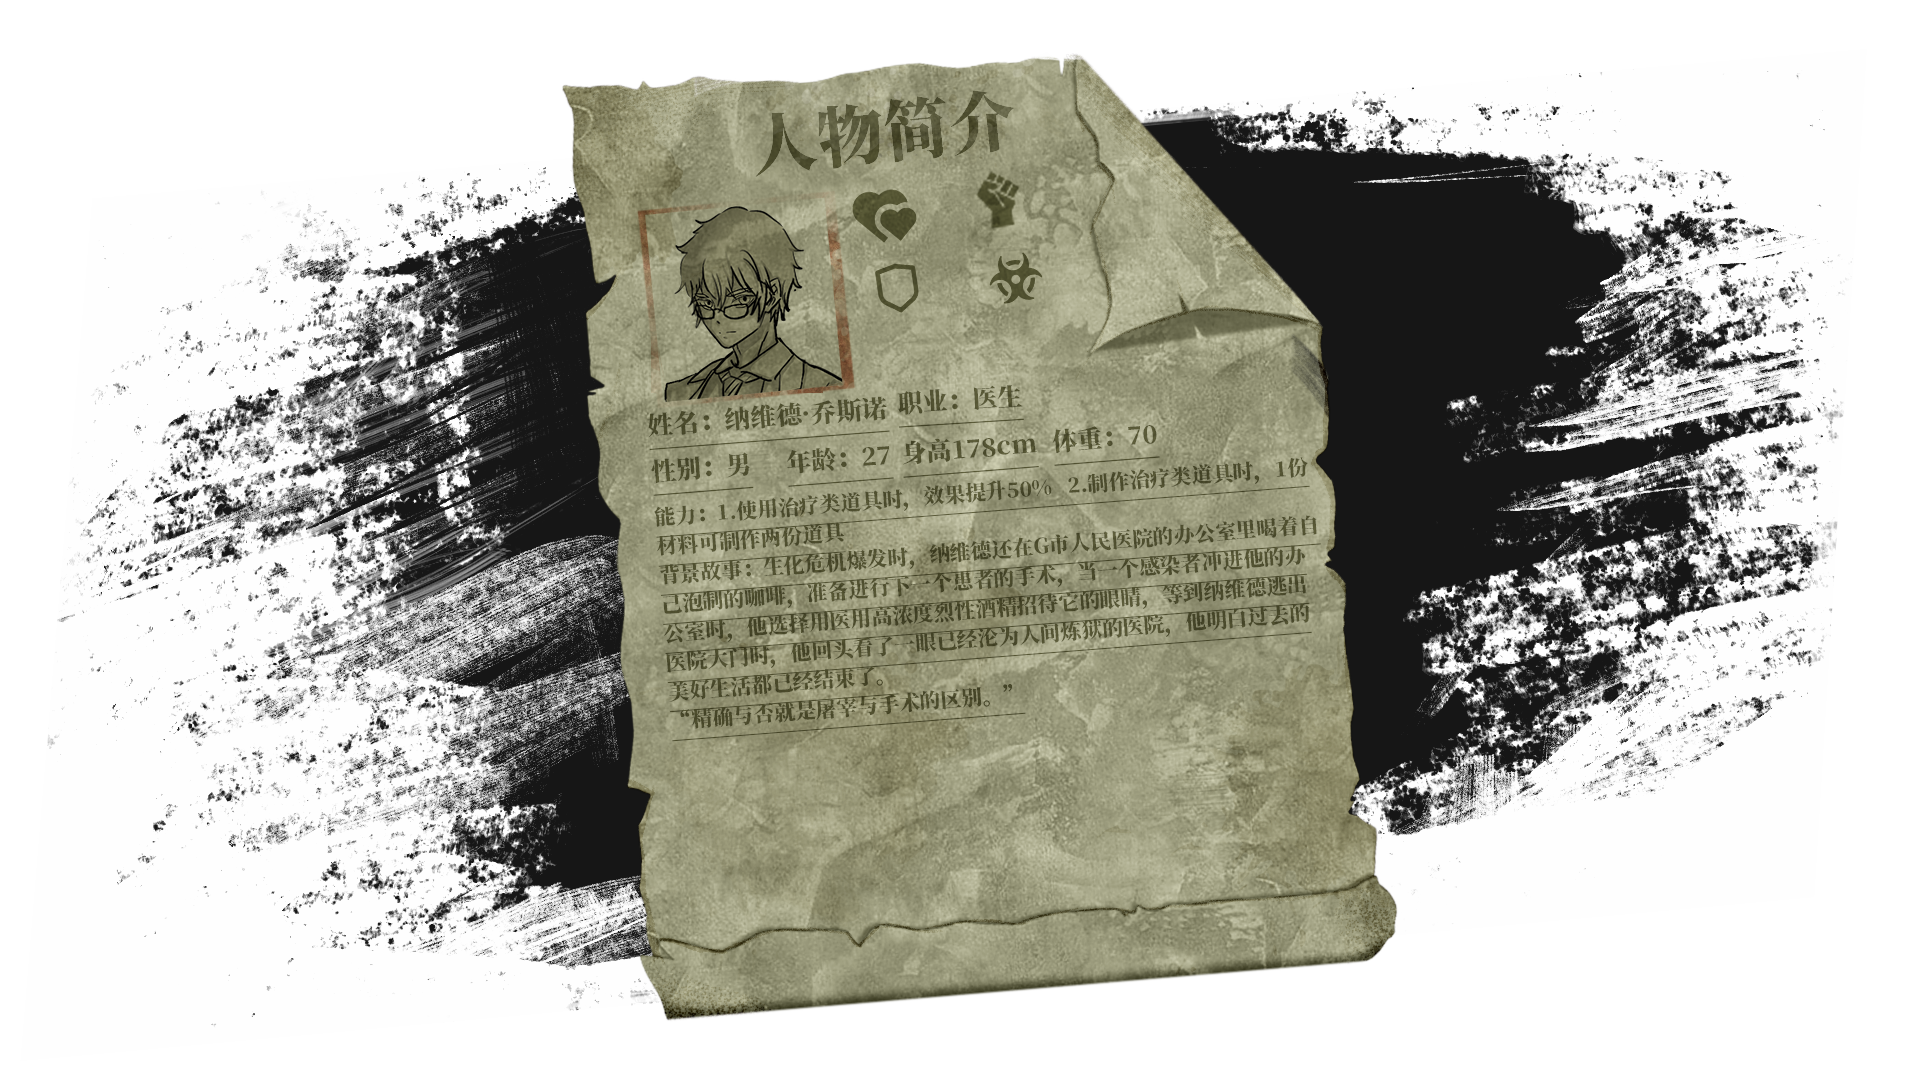 人物简介
姓名：纳维德·乔斯诺 职业：医生
性别：男 年龄：27 身高178cm 体重：70
能力：1.使用治疗类道具时，效果提升50% 2.制作治疗类道具时，1份
材料可制作两份道具
背景故事：生化危机爆发时，纳维德还在G市人民医院的办公室里喝着自
己泡制的咖啡，准备进行下一个患者的手术，当一个感染者冲进他的办
公室时，他选择用医用高浓度烈性酒精招待它的眼睛，等到纳维德逃出
医院大门时，他回头看了一眼已经沦为人间炼狱的医院，他明白过去的
美好生活都已经结束了。
“精确与否就是屠宰与手术的区别。”